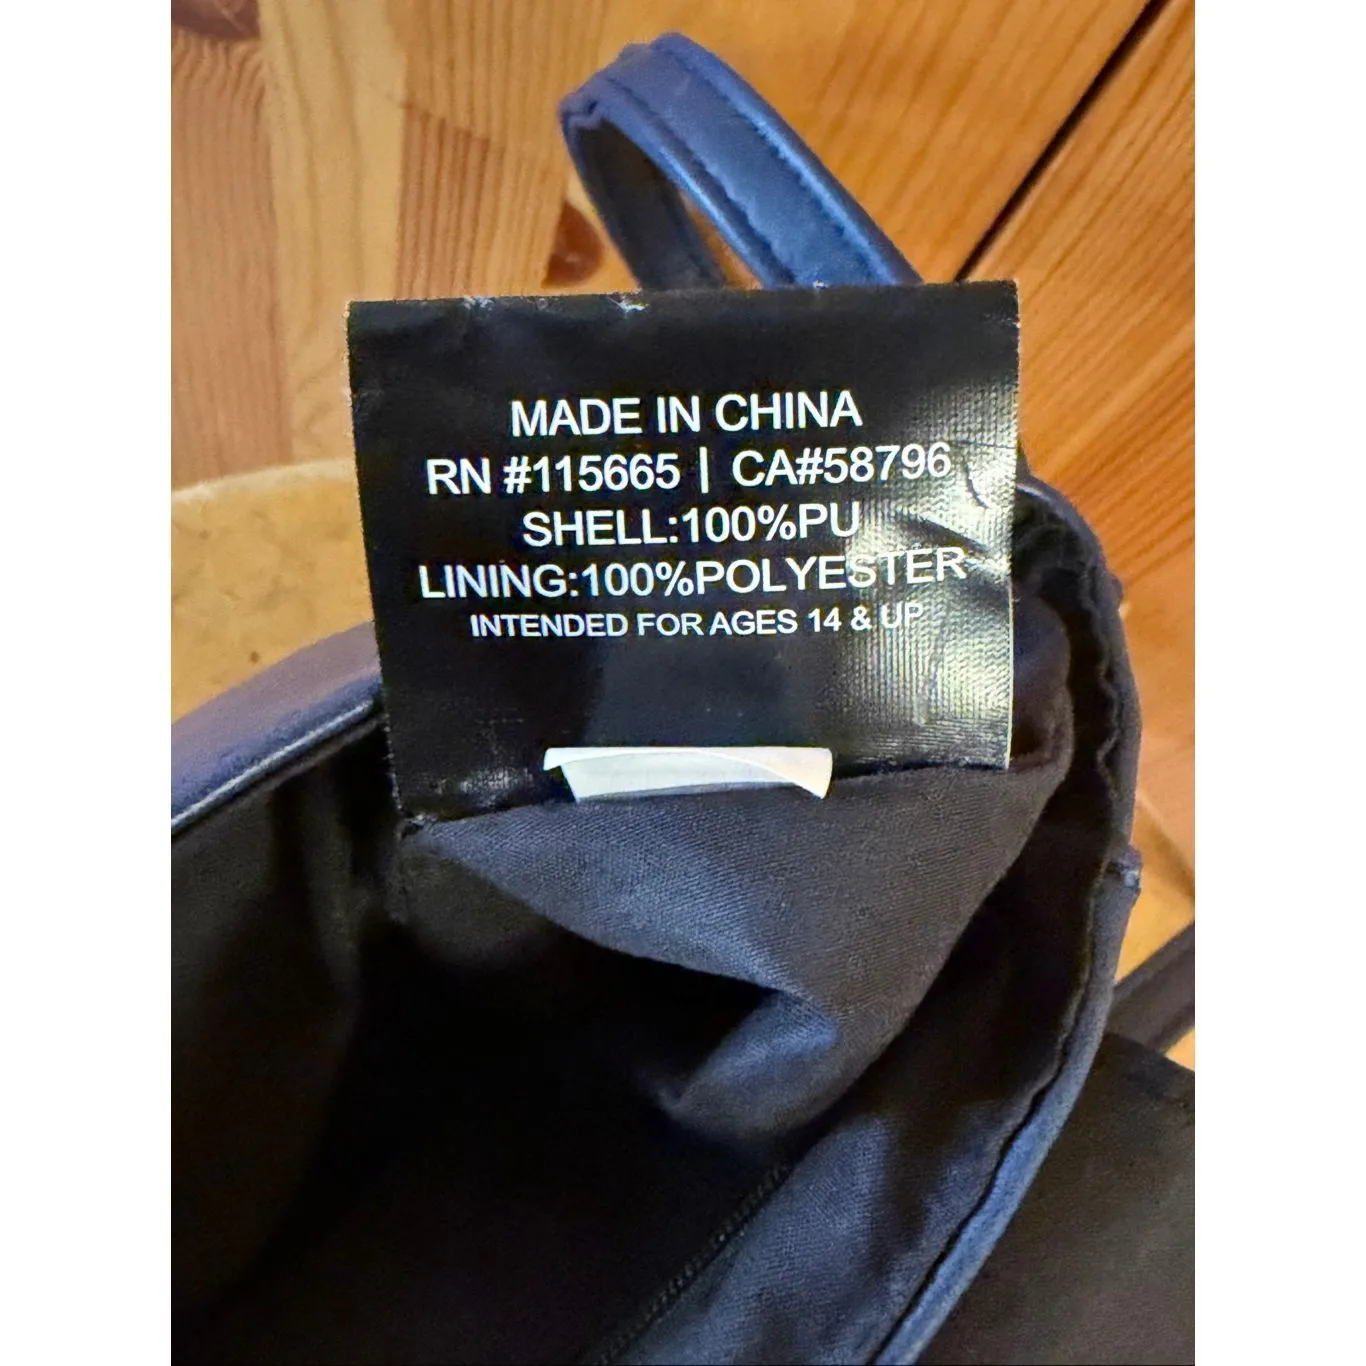 MADE IN CHINA
RN #115665 | CA#58796
SHELL:100%PU
LINING:100%POLYESTER
INTENDED FOR AGES 14 & UP